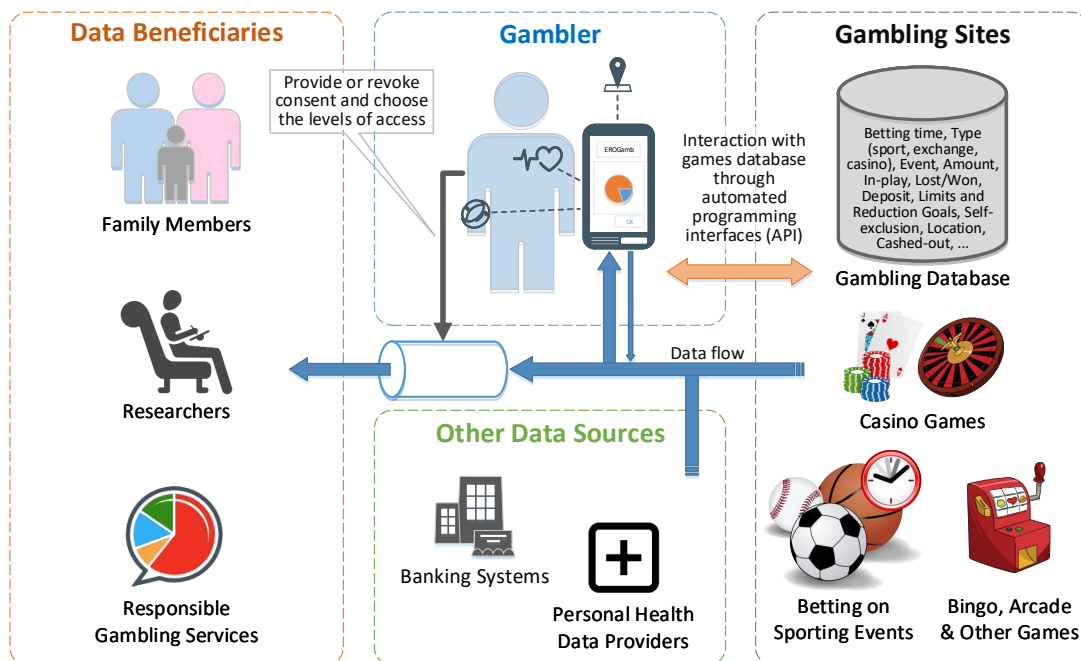 Data Beneficiaries
Family Members
Researchers
Responsible
Gambling Services
Gambler
Provide or revoke
consent and choose
the levels of access
EROGamb
OK
Interaction with
games database
through
automated
programming
interfaces (API)
Data flow
Other Data Sources
Banking Systems
Personal Health
Data Providers
Gambling Sites
Betting time, Type
(sport, exchange,
casino), Event, Amount,
In-play, Lost/Won,
Deposit, Limits and
Reduction Goals, Self-
exclusion, Location,
Cashed-out, ...
Gambling Database
Casino Games
Betting on
Sporting Events
Bingo, Arcade
& Other Games